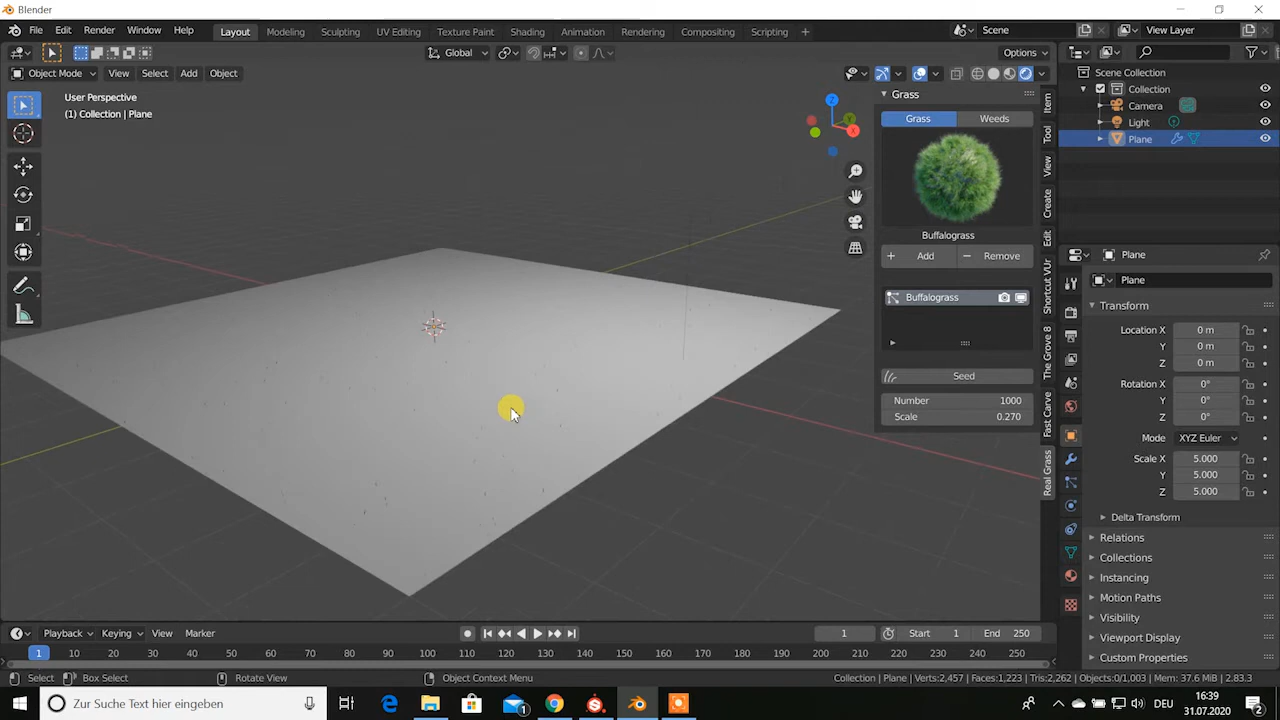 Blender
File Edit Render Window Help
Layout Modeling Sculpting UV Editing Texture Paint Shading Animation Rendering Compositing Scripting +
Scene
View Layer
Global
Options
Object Mode View Select Add Object
User Perspective
(1) Collection | Plane
Z
Y
X
Grass
Grass Weeds
Buffalograss
+ Add − Remove
Buffalograss
Seed
Number 1000
Scale 0.270
Item
Tool
View
Create
Edit
Shortcut VUr
The Grove 8
Fast Carve
Real Grass
Scene Collection
Collection
Camera
Light
Plane
Plane
Plane
Transform
Location X 0 m
Y 0 m
Z 0 m
Rotation X 0°
Y 0°
Z 0°
Mode XYZ Euler
Scale X 5.000
Y 5.000
Z 5.000
Delta Transform
Relations
Collections
Instancing
Motion Paths
Visibility
Viewport Display
Custom Properties
Playback Keying View Marker
1
Start 1 End 250
1 10 20 30 40 50 60 70 80 90 100 110 120 130 140 150 160 170 180 190 200 210 220 230 240 250
Select Box Select Rotate View Object Context Menu
Collection | Plane | Verts:2,457 | Faces:1,223 | Tris:2,262 | Objects:0/1,003 | Mem: 37.6 MiB | 2.83.3
Zur Suche Text hier eingeben
1
DEU
16:39
31.07.2020
2